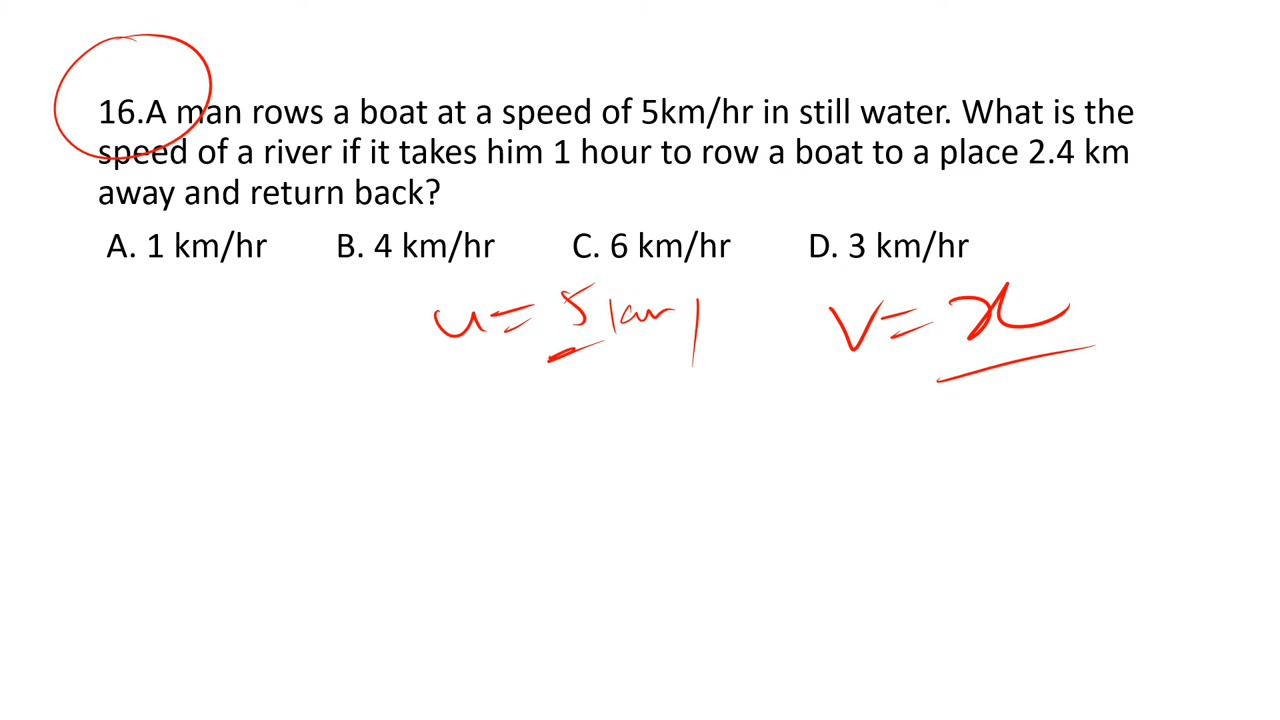 16.A man rows a boat at a speed of 5km/hr in still water. What is the
speed of a river if it takes him 1 hour to row a boat to a place 2.4 km
away and return back?
A. 1 km/hr B. 4 km/hr C. 6 km/hr D. 3 km/hr
u = 5 km/ v = x